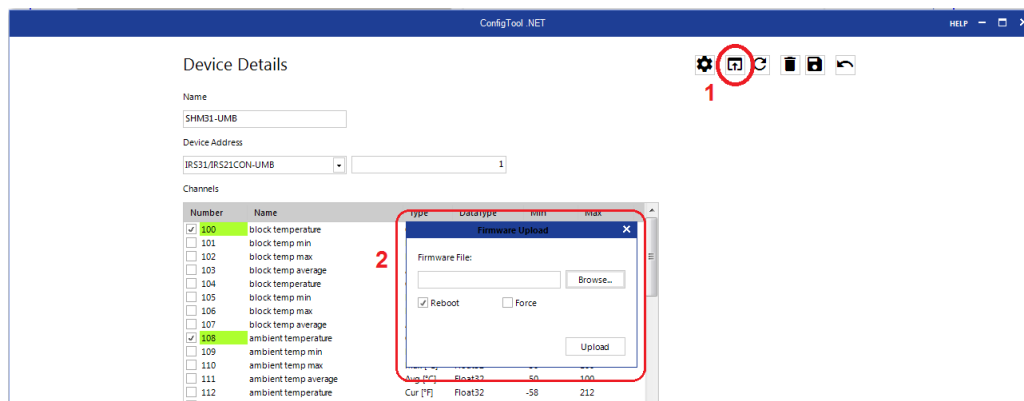 ConfigTool .NET
HELP
Device Details
1
Name
SHM31-UMB
Device Address
IRS31/IRS21CON-UMB 1
Channels
Number Name Type DataType Min Max
100 block temperature
101 block temp min
102 block temp max
103 block temp average
104 block temperature
105 block temp min
106 block temp max
107 block temp average
108 ambient temperature
109 ambient temp min
110 ambient temp max
111 ambient temp average Avg [°C] Float32 -50 100
112 ambient temperature Cur [°F] Float32 -58 212
2
Firmware Upload
Firmware File:
Browse...
Reboot Force
Upload